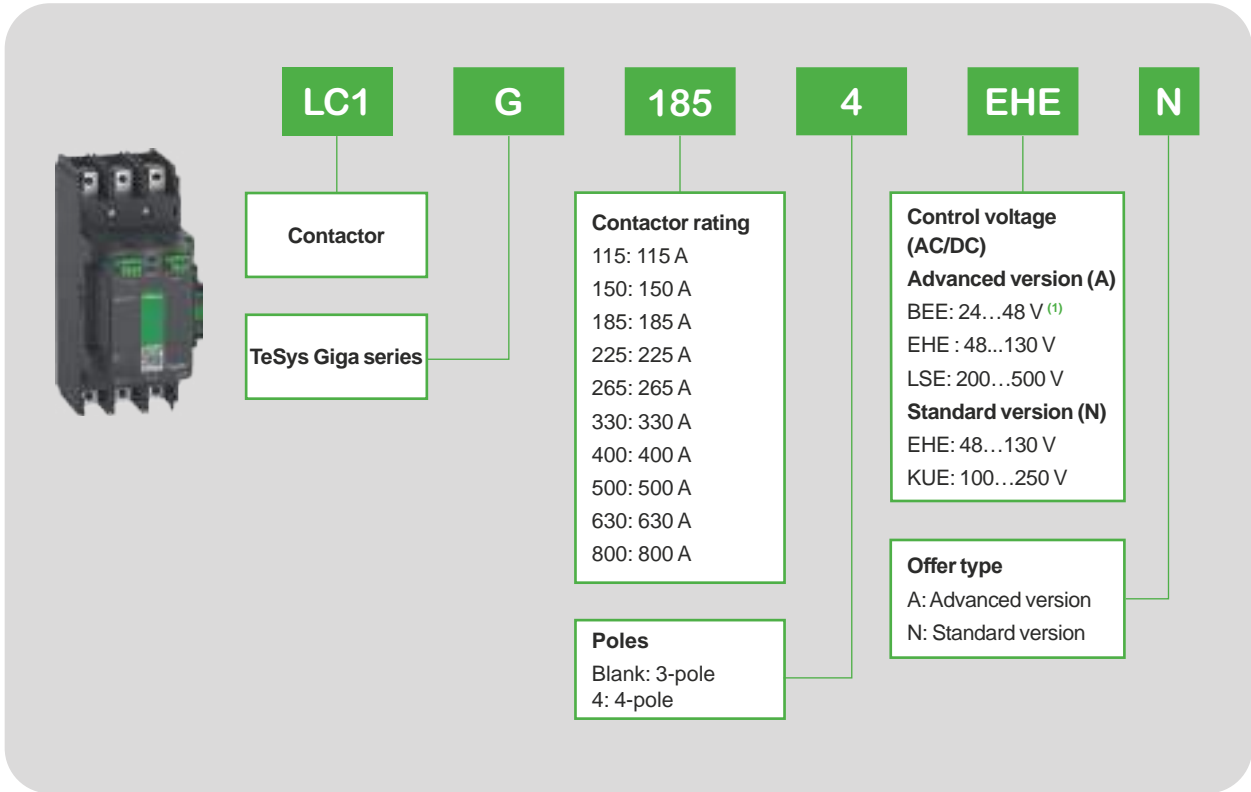 LC1 G 185 4 EHE N
Contactor
TeSys Giga series
Contactor rating
115: 115 A
150: 150 A
185: 185 A
225: 225 A
265: 265 A
330: 330 A
400: 400 A
500: 500 A
630: 630 A
800: 800 A
Poles
Blank: 3-pole
4: 4-pole
Control voltage
(AC/DC)
Advanced version (A)
BEE: 24…48 V (1)
EHE : 48...130 V
LSE: 200…500 V
Standard version (N)
EHE: 48…130 V
KUE: 100…250 V
Offer type
A: Advanced version
N: Standard version